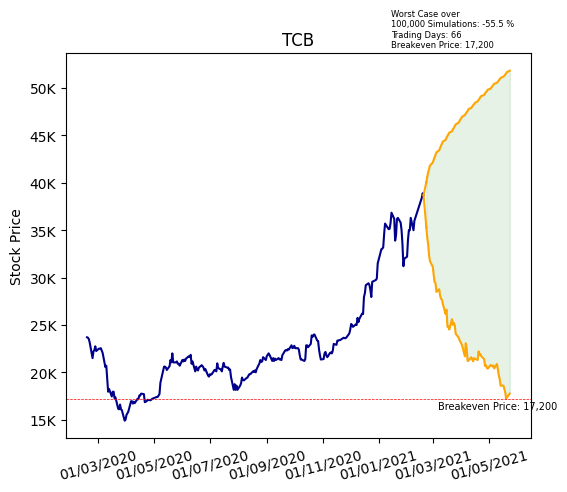 Worst Case over
100,000 Simulations: -55.5 %
Trading Days: 66
Breakeven Price: 17,200
TCB
Stock Price
50K
45K
40K
35K
30K
25K
20K
15K
Breakeven Price: 17,200
01/03/2020
01/05/2020
01/07/2020
01/09/2020
01/11/2020
01/01/2021
01/03/2021
01/05/2021